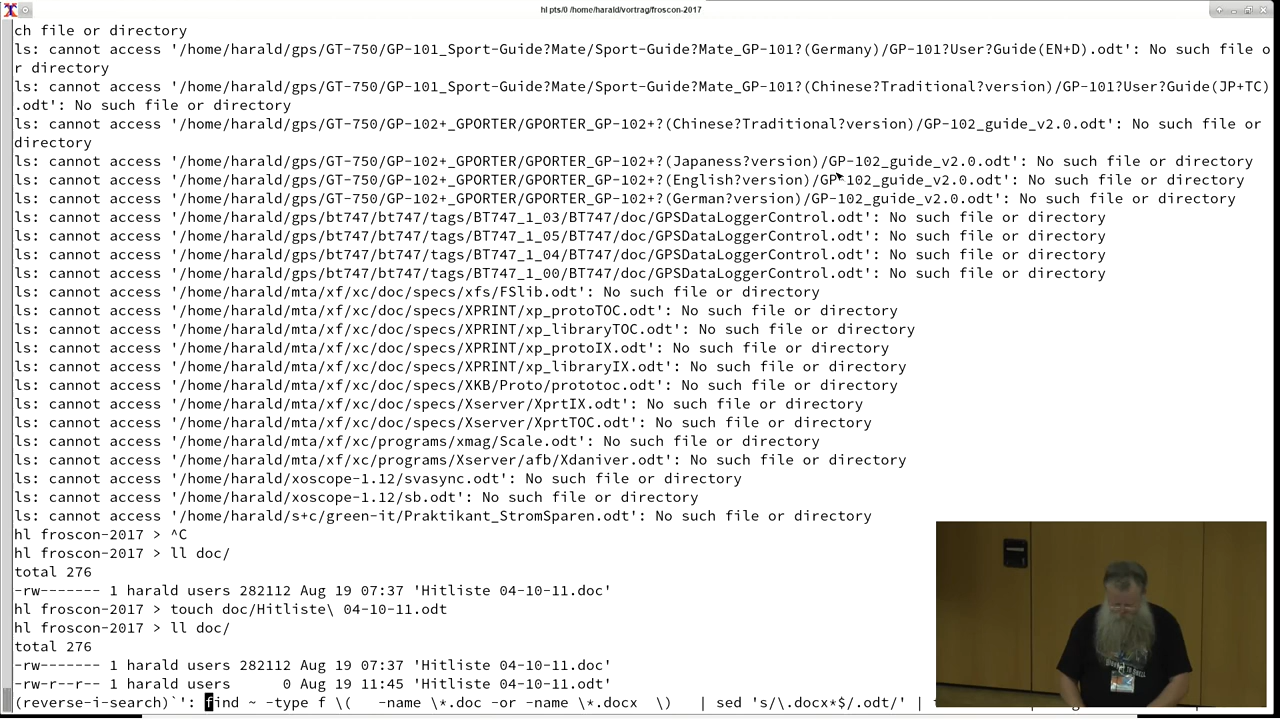 hl pts/0 /home/harald/vortrag/froscon-2017
ch file or directory
ls: cannot access '/home/harald/gps/GT-750/GP-101_Sport-Guide?Mate/Sport-Guide?Mate_GP-101?(Germany)/GP-101?User?Guide(EN+D).odt': No such file o
r directory
ls: cannot access '/home/harald/gps/GT-750/GP-101_Sport-Guide?Mate/Sport-Guide?Mate_GP-101?(Chinese?Traditional?version)/GP-101?User?Guide(JP+TC)
.odt': No such file or directory
ls: cannot access '/home/harald/gps/GT-750/GP-102+_GPORTER/GPORTER_GP-102+?(Chinese?Traditional?version)/GP-102_guide_v2.0.odt': No such file or
directory
ls: cannot access '/home/harald/gps/GT-750/GP-102+_GPORTER/GPORTER_GP-102+?(Japaness?version)/GP-102_guide_v2.0.odt': No such file or directory
ls: cannot access '/home/harald/gps/GT-750/GP-102+_GPORTER/GPORTER_GP-102+?(English?version)/GP-102_guide_v2.0.odt': No such file or directory
ls: cannot access '/home/harald/gps/GT-750/GP-102+_GPORTER/GPORTER_GP-102+?(German?version)/GP-102_guide_v2.0.odt': No such file or directory
ls: cannot access '/home/harald/gps/bt747/bt747/tags/BT747_1_03/BT747/doc/GPSDataLoggerControl.odt': No such file or directory
ls: cannot access '/home/harald/gps/bt747/bt747/tags/BT747_1_05/BT747/doc/GPSDataLoggerControl.odt': No such file or directory
ls: cannot access '/home/harald/gps/bt747/bt747/tags/BT747_1_04/BT747/doc/GPSDataLoggerControl.odt': No such file or directory
ls: cannot access '/home/harald/gps/bt747/bt747/tags/BT747_1_00/BT747/doc/GPSDataLoggerControl.odt': No such file or directory
ls: cannot access '/home/harald/mta/xf/xc/doc/specs/xfs/FSlib.odt': No such file or directory
ls: cannot access '/home/harald/mta/xf/xc/doc/specs/XPRINT/xp_protoTOC.odt': No such file or directory
ls: cannot access '/home/harald/mta/xf/xc/doc/specs/XPRINT/xp_libraryTOC.odt': No such file or directory
ls: cannot access '/home/harald/mta/xf/xc/doc/specs/XPRINT/xp_protoIX.odt': No such file or directory
ls: cannot access '/home/harald/mta/xf/xc/doc/specs/XPRINT/xp_libraryIX.odt': No such file or directory
ls: cannot access '/home/harald/mta/xf/xc/doc/specs/XKB/Proto/prototoc.odt': No such file or directory
ls: cannot access '/home/harald/mta/xf/xc/doc/specs/Xserver/XprtIX.odt': No such file or directory
ls: cannot access '/home/harald/mta/xf/xc/doc/specs/Xserver/XprtTOC.odt': No such file or directory
ls: cannot access '/home/harald/mta/xf/xc/programs/xmag/Scale.odt': No such file or directory
ls: cannot access '/home/harald/mta/xf/xc/programs/Xserver/afb/Xdaniver.odt': No such file or directory
ls: cannot access '/home/harald/xoscope-1.12/svasync.odt': No such file or directory
ls: cannot access '/home/harald/xoscope-1.12/sb.odt': No such file or directory
ls: cannot access '/home/harald/s+c/green-it/Praktikant_StromSparen.odt': No such file or directory
hl froscon-2017 > ^C
hl froscon-2017 > ll doc/
total 276
-rw------- 1 harald users 282112 Aug 19 07:37 'Hitliste 04-10-11.doc'
hl froscon-2017 > touch doc/Hitliste\ 04-10-11.odt
hl froscon-2017 > ll doc/
total 276
-rw------- 1 harald users 282112 Aug 19 07:37 'Hitliste 04-10-11.doc'
-rw-r--r-- 1 harald users      0 Aug 19 11:45 'Hitliste 04-10-11.odt'
(reverse-i-search)`': find ~ -type f \(   -name \*.doc -or -name \*.docx  \)   | sed 's/\.docx*$/.odt/' |